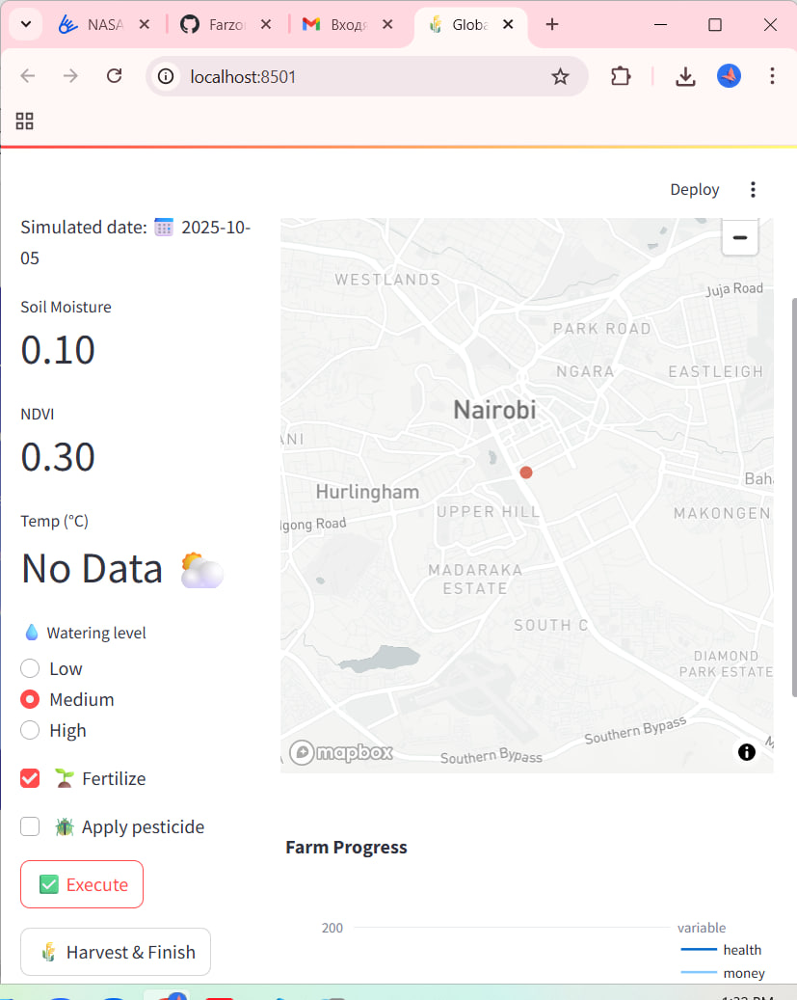 NASA
Farzo
Входя
Globa
localhost:8501
Deploy
Simulated date: 2025-10-
05
Soil Moisture
0.10
NDVI
0.30
Temp (°C)
No Data
Watering level
Low
Medium
High
Fertilize
Apply pesticide
Execute
Harvest & Finish
WESTLANDS
Juja Road
PARK ROAD
NGARA
EASTLEIGH
Nairobi
ANI
Hurlingham
Bah
UPPER HILL
MAKONGEN
lgong Road
MADARAKA
ESTATE
SOUTH C
DIAMOND
PARK ESTATE
Southern Bypass
Southern Bypass
M
mapbox
Farm Progress
200
variable
health
money